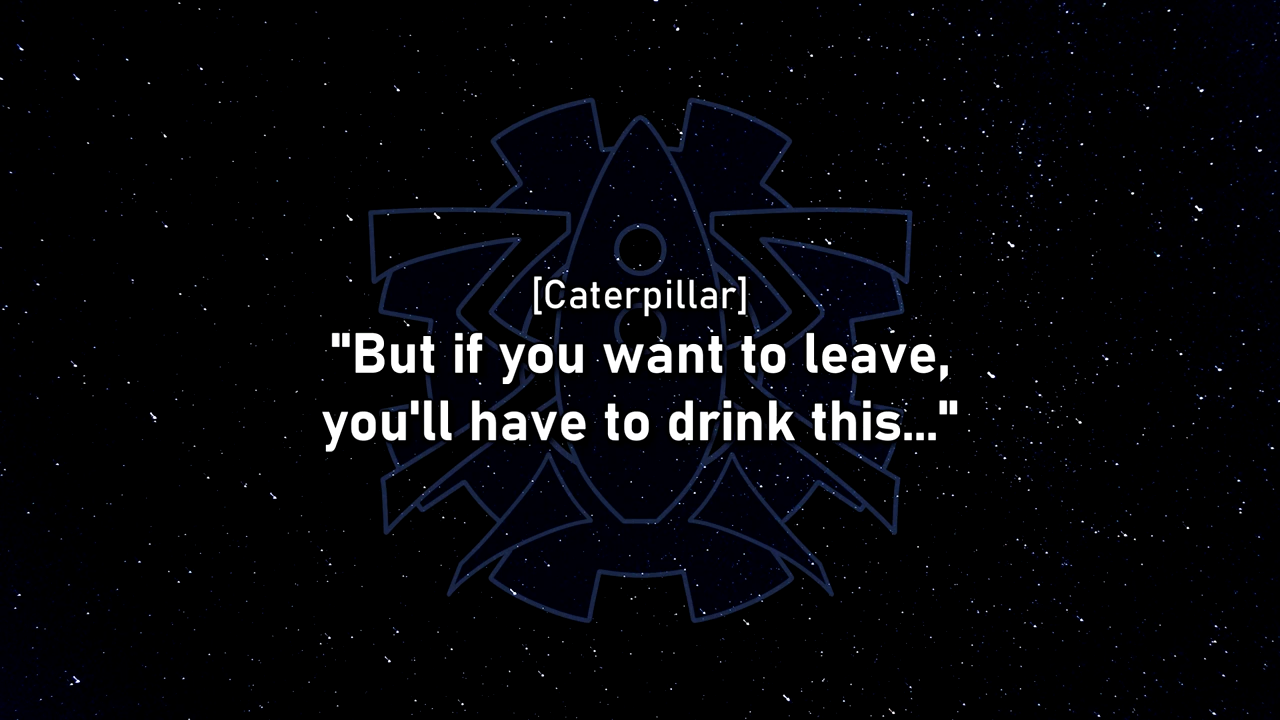 [Caterpillar]
"But if you want to leave,
you'll have to drink this..."